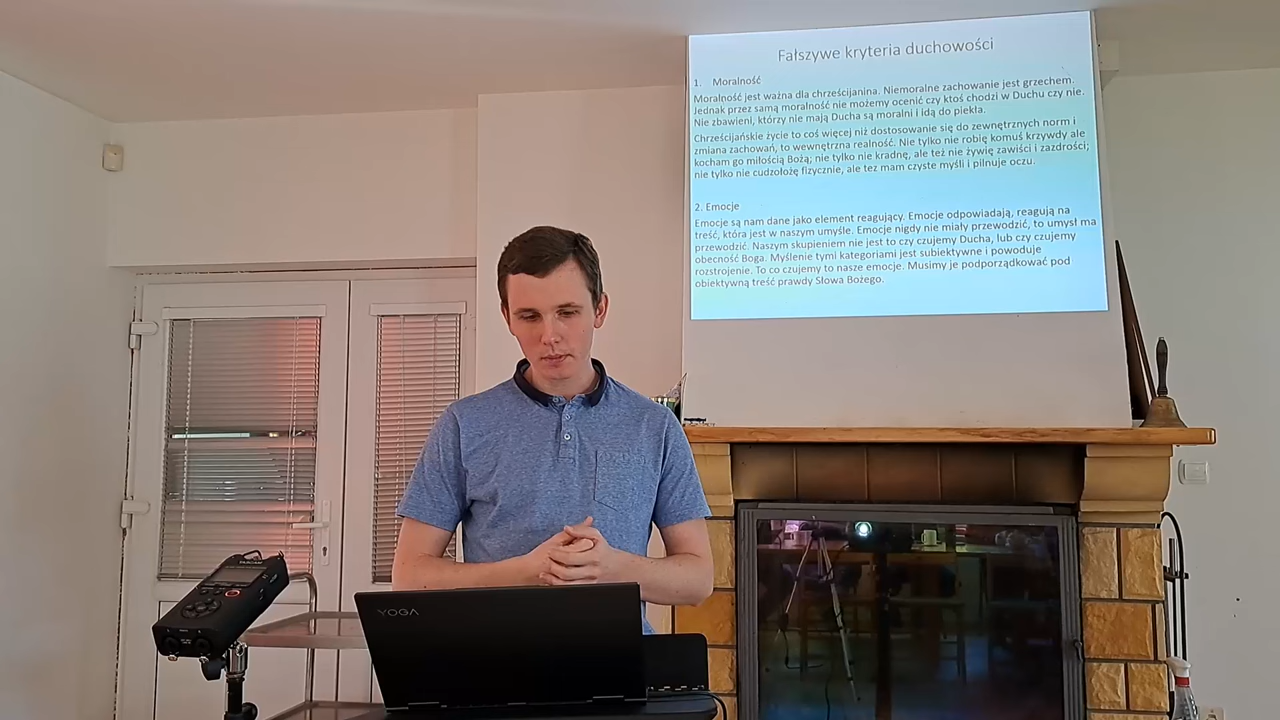 Fałszywe kryteria duchowości
1. Moralność
Moralność jest ważna dla chrześcijanina. Niemoralne zachowanie jest grzechem.
Jednak przez samą moralność nie możemy ocenić czy ktoś chodzi w Duchu czy nie.
Nie zbawieni, którzy nie mają Ducha są moralni i idą do piekła.
Chrześcijańskie życie to coś więcej niż dostosowanie się do zewnętrznych norm i
zmiana zachowań, to wewnętrzna realność. Nie tylko nie robię komuś krzywdy ale
kocham go miłością Bożą; nie tylko nie kradnę, ale też nie żywię zawiści i zazdrości;
nie tylko nie cudzołożę fizycznie, ale tez mam czyste myśli i pilnuje oczu.
2. Emocje
Emocje są nam dane jako element reagujący. Emocje odpowiadają, reagują na
treść, która jest w naszym umyśle. Emocje nigdy nie miały przewodzić, to umysł ma
przewodzić. Naszym skupieniem nie jest to czy czujemy Ducha, lub czy czujemy
obecność Boga. Myślenie tymi kategoriami jest subiektywne i powoduje
rozstrojenie. To co czujemy to nasze emocje. Musimy je podporządkować pod
obiektywną treść prawdy Słowa Bożego.
TASCAM
YOGA